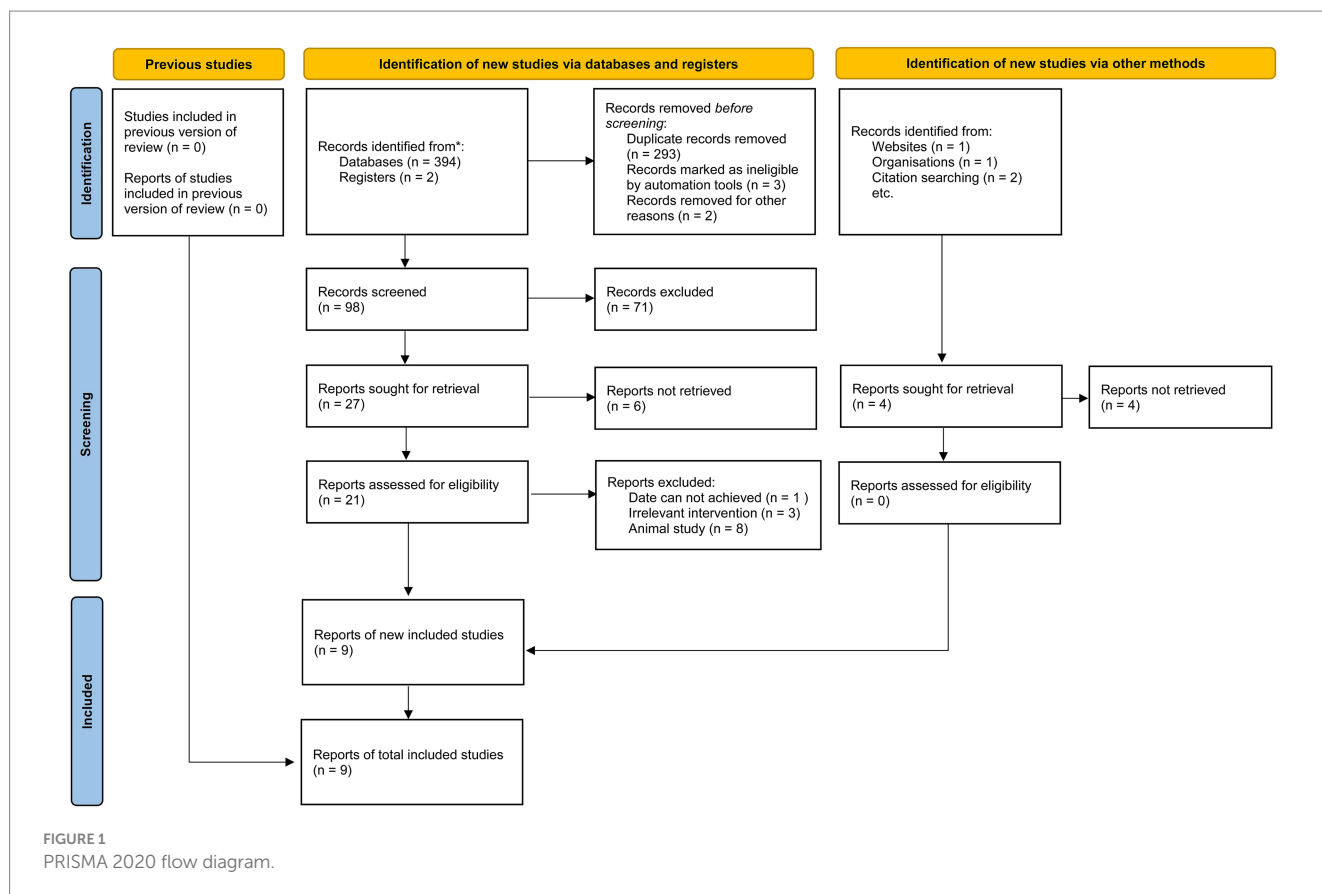 Previous studies
Identification of new studies via databases and registers
Identification of new studies via other methods
Identification
Studies included in
previous version of
review (n = 0)
Reports of studies
included in previous
version of review (n = 0)
Records identified from*:
Databases (n = 394)
Registers (n = 2)
Records removed before
screening:
Duplicate records removed
(n = 293)
Records marked as ineligible
by automation tools (n = 3)
Records removed for other
reasons (n = 2)
Records identified from:
Websites (n = 1)
Organisations (n = 1)
Citation searching (n = 2)
etc.
Screening
Records screened
(n = 98)
Records excluded
(n = 71)
Reports sought for retrieval
(n = 27)
Reports not retrieved
(n = 6)
Reports sought for retrieval
(n = 4)
Reports not retrieved
(n = 4)
Reports assessed for eligibility
(n = 21)
Reports excluded:
Date can not achieved (n = 1 )
Irrelevant intervention (n = 3)
Animal study (n = 8)
Reports assessed for eligibility
(n = 0)
Included
Reports of new included studies
(n = 9)
Reports of total included studies
(n = 9)
FIGURE 1
PRISMA 2020 flow diagram.